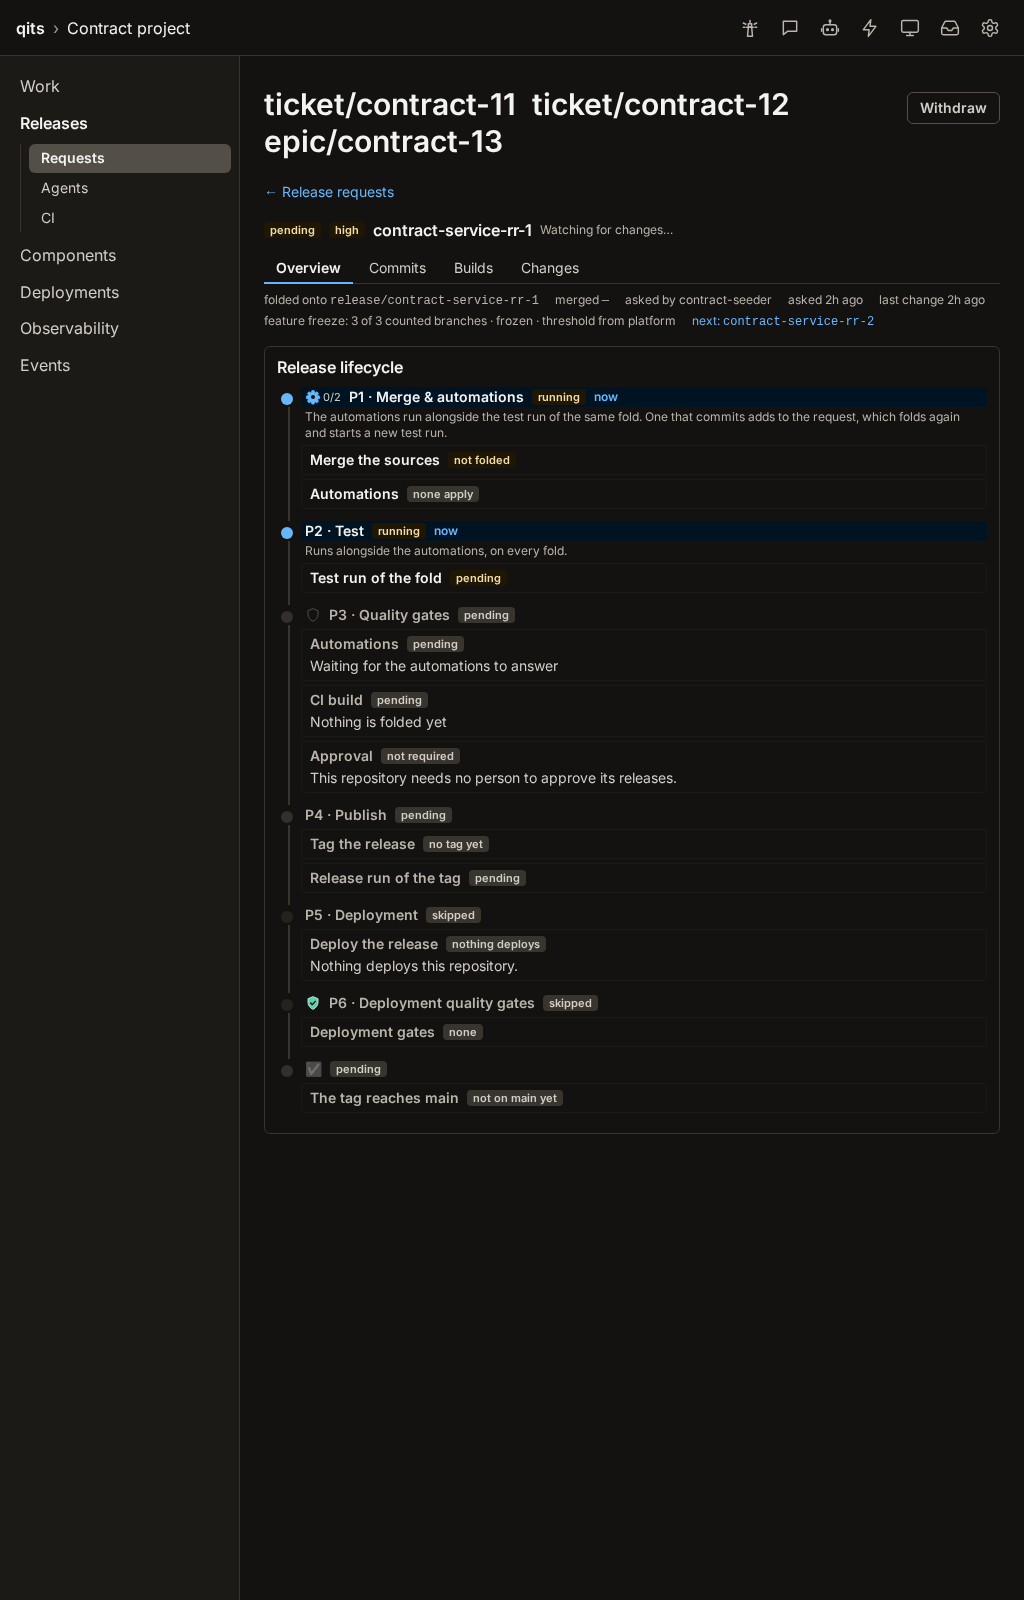 qits › Contract project
Work
Releases
Requests
Agents
CI
Components
Deployments
Observability
Events
ticket/contract-11 ticket/contract-12
epic/contract-13
Withdraw
← Release requests
pending high contract-service-rr-1 Watching for changes…
Overview Commits Builds Changes
folded onto release/contract-service-rr-1 merged — asked by contract-seeder asked 2h ago last change 2h ago
feature freeze: 3 of 3 counted branches · frozen · threshold from platform next: contract-service-rr-2
Release lifecycle
0/2 P1 · Merge & automations running now
The automations run alongside the test run of the same fold. One that commits adds to the request, which folds again
and starts a new test run.
Merge the sources not folded
Automations none apply
P2 · Test running now
Runs alongside the automations, on every fold.
Test run of the fold pending
P3 · Quality gates pending
Automations pending
Waiting for the automations to answer
CI build pending
Nothing is folded yet
Approval not required
This repository needs no person to approve its releases.
P4 · Publish pending
Tag the release no tag yet
Release run of the tag pending
P5 · Deployment skipped
Deploy the release nothing deploys
Nothing deploys this repository.
P6 · Deployment quality gates skipped
Deployment gates none
pending
The tag reaches main not on main yet